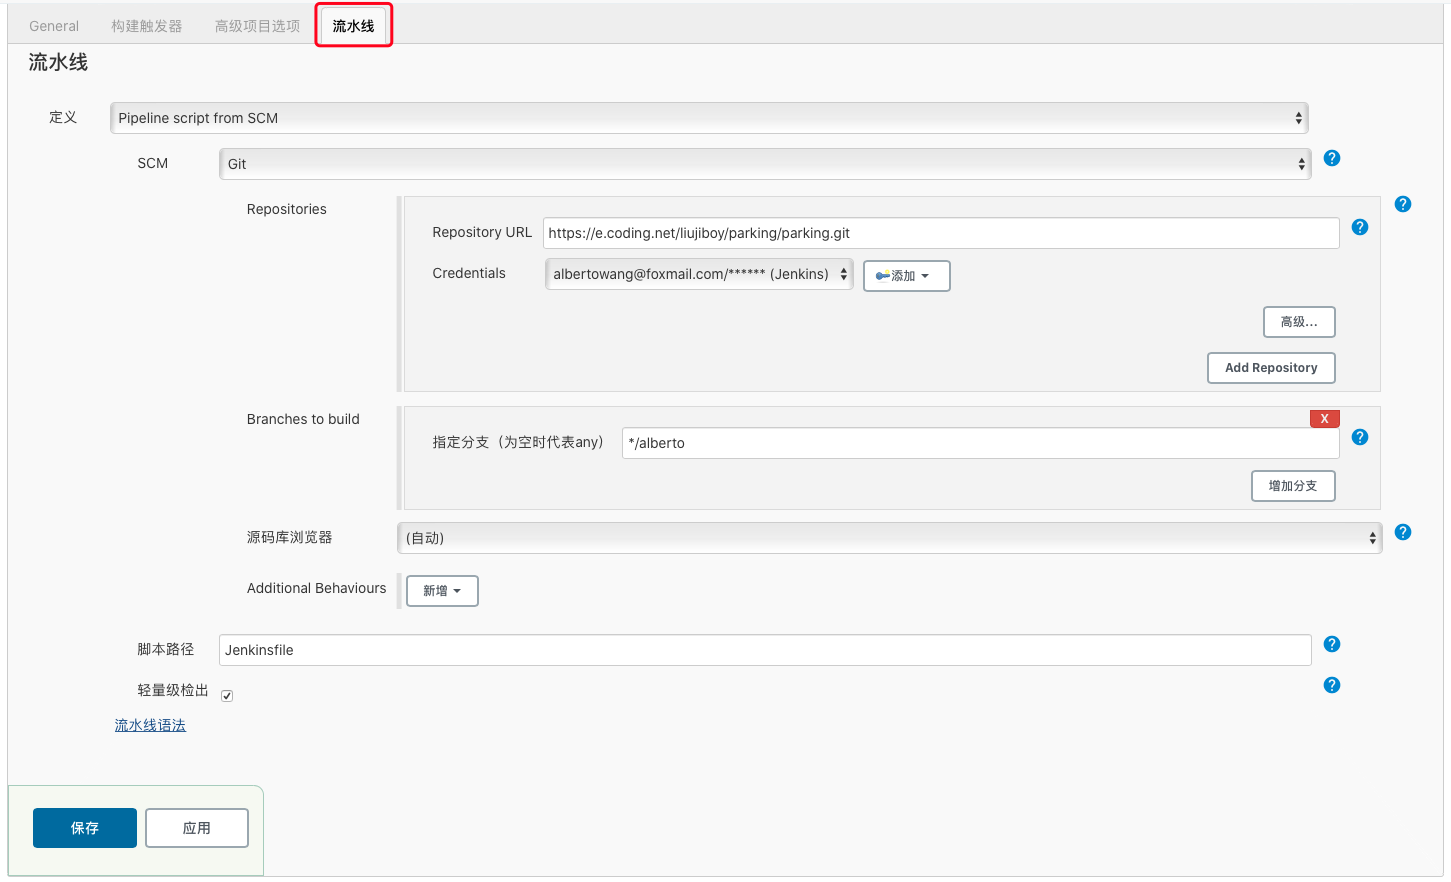 General 构建触发器 高级项目选项 流水线
流水线
定义 Pipeline script from SCM
SCM Git ?
Repositories ?
Repository URL https://e.coding.net/liujiboy/parking/parking.git ?
Credentials albertowang@foxmail.com/****** (Jenkins) 添加
高级...
Add Repository
Branches to build X
指定分支（为空时代表any） */alberto ?
增加分支
源码库浏览器 (自动) ?
Additional Behaviours 新增
脚本路径 Jenkinsfile ?
轻量级检出 ?
流水线语法
保存 应用